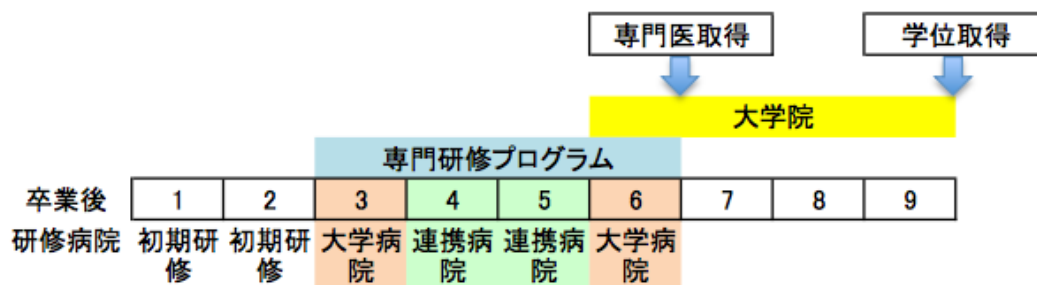 専門医取得 学位取得
大学院
専門研修プログラム
卒業後 1 2 3 4 5 6 7 8 9
研修病院 初期研修 初期研修 大学病院 連携病院 連携病院 大学病院